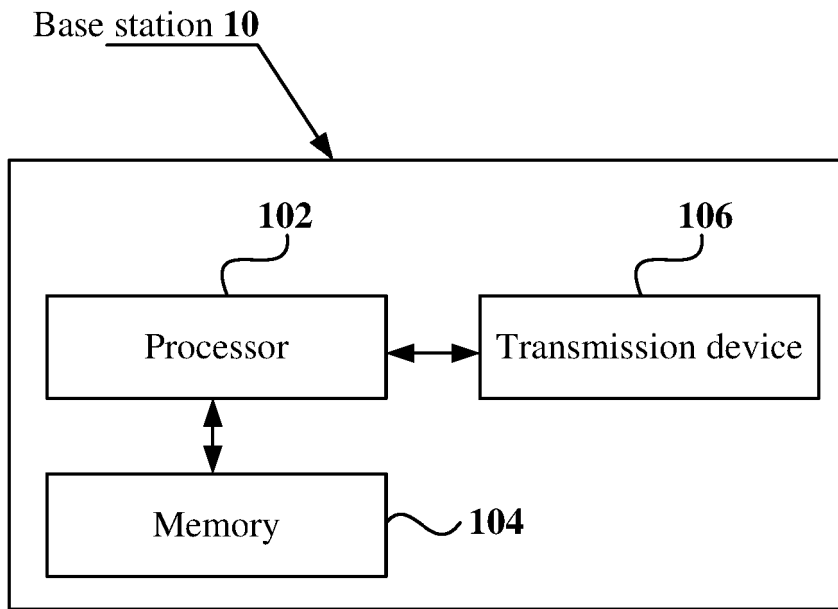 Base station 10
102
106
Processor
Transmission device
Memory
104